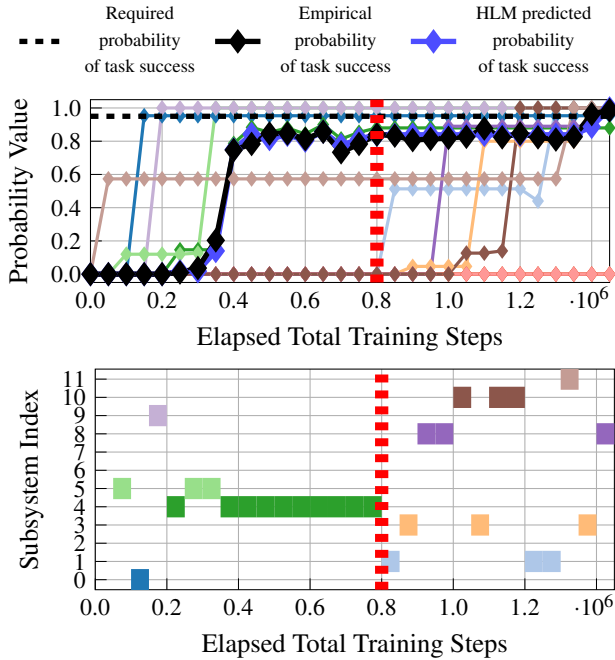 Required Empirical HLM predicted
probability probability probability
of task success of task success of task success
1.0
0.8
0.6
0.4
0.2
0.0
Probability Value
0.0 0.2 0.4 0.6 0.8 1.0 1.2 ·10⁶
Elapsed Total Training Steps
11
10
9
8
7
6
5
4
3
2
1
0
Subsystem Index
0.0 0.2 0.4 0.6 0.8 1.0 1.2 ·10⁶
Elapsed Total Training Steps